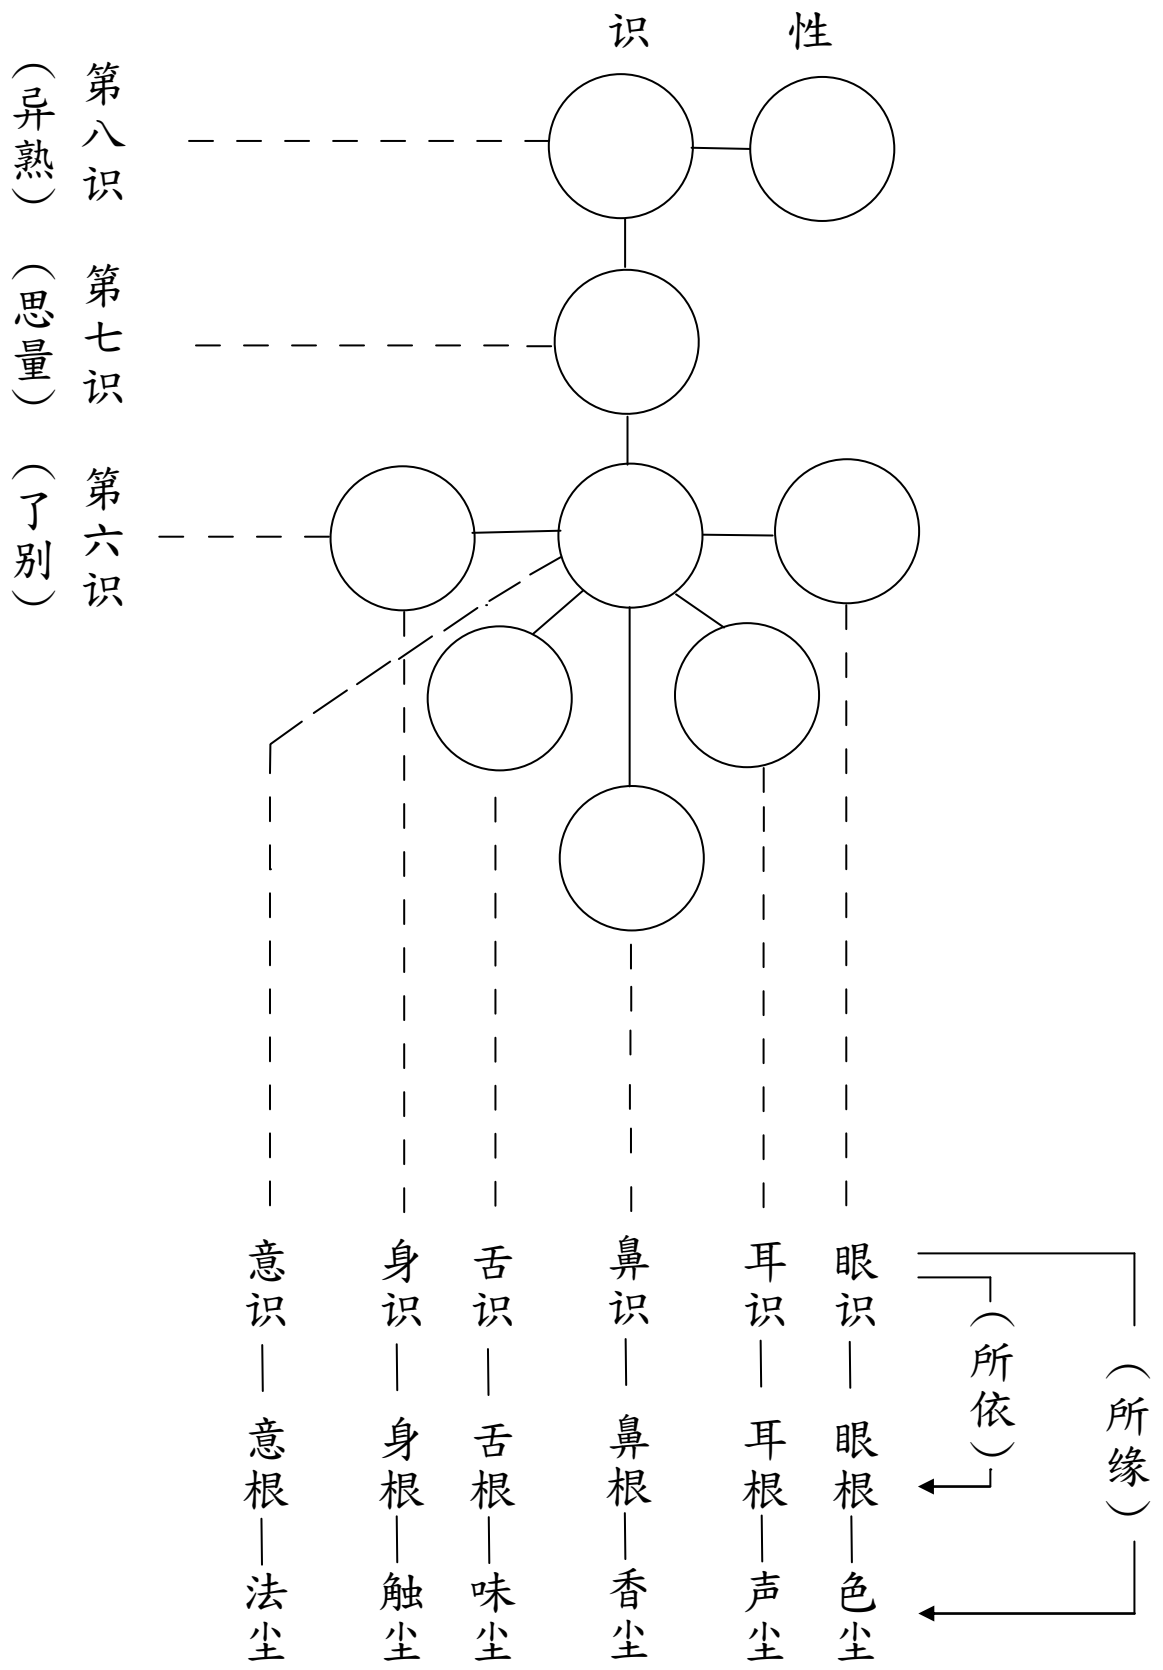 识 性
第八识
（异熟）
第七识
（思量）
第六识
（了别）
眼识
眼根
色尘
耳识
耳根
声尘
鼻识
鼻根
香尘
舌识
舌根
味尘
身识
身根
触尘
意识
意根
法尘
（所依）
（所缘）